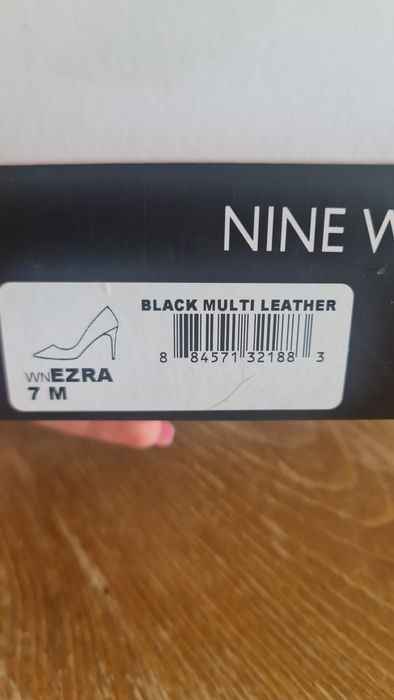 NINE W
BLACK MULTI LEATHER
8 84571 32188 3
WNEZRA
7 M